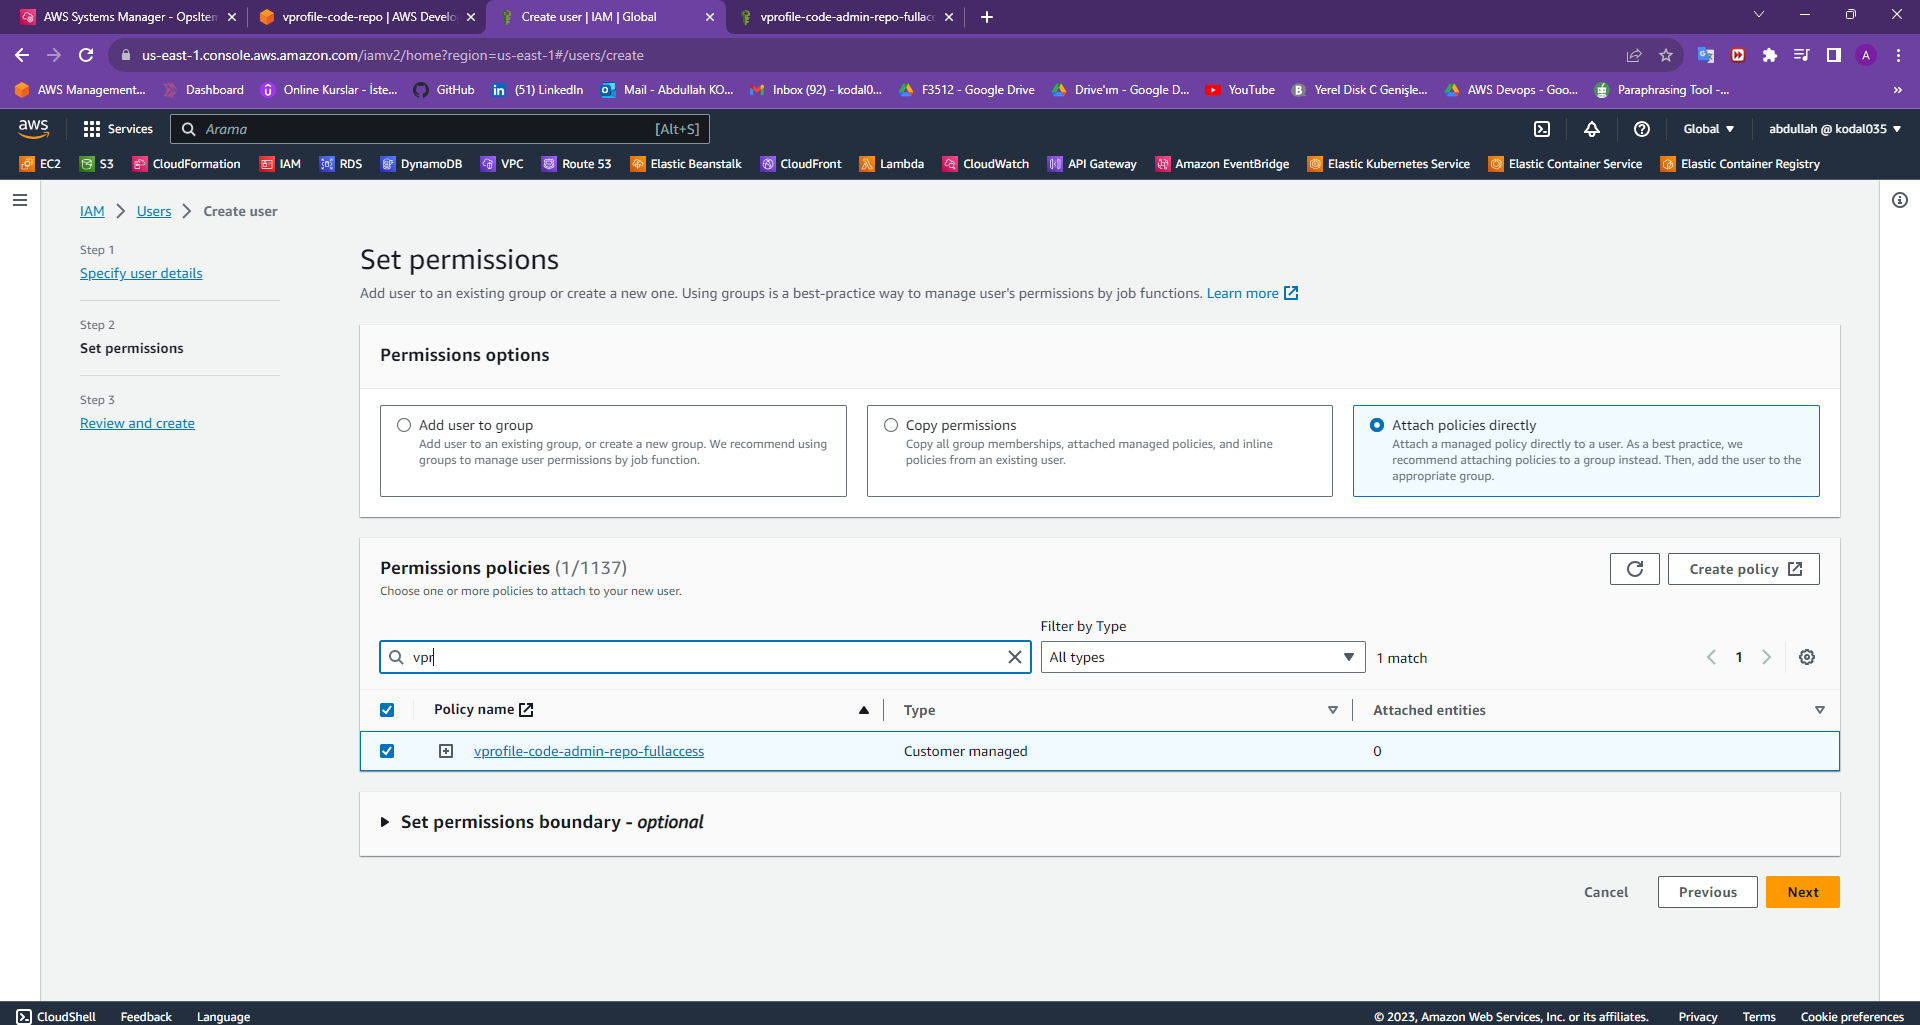 AWS Systems Manager - OpsItem
vprofile-code-repo | AWS Develo
Create user | IAM | Global
vprofile-code-admin-repo-fullacc
us-east-1.console.aws.amazon.com/iamv2/home?region=us-east-1#/users/create
A
AWS Management...
Dashboard
Online Kurslar - İste...
GitHub
(51) LinkedIn
Mail - Abdullah KO...
Inbox (92) - kodal0...
F3512 - Google Drive
Drive'ım - Google D...
YouTube
Yerel Disk C Genişle...
AWS Devops - Goo...
Paraphrasing Tool -...
aws
Services
Arama
[Alt+S]
Global
abdullah @ kodal035
EC2
S3
CloudFormation
IAM
RDS
DynamoDB
VPC
Route 53
Elastic Beanstalk
CloudFront
Lambda
CloudWatch
API Gateway
Amazon EventBridge
Elastic Kubernetes Service
Elastic Container Service
Elastic Container Registry
IAM
Users
Create user
Step 1
Specify user details
Step 2
Set permissions
Step 3
Review and create
Set permissions
Add user to an existing group or create a new one. Using groups is a best-practice way to manage user's permissions by job functions. Learn more
Permissions options
Add user to group
Add user to an existing group, or create a new group. We recommend using
groups to manage user permissions by job function.
Copy permissions
Copy all group memberships, attached managed policies, and inline
policies from an existing user.
Attach policies directly
Attach a managed policy directly to a user. As a best practice, we
recommend attaching policies to a group instead. Then, add the user to the
appropriate group.
Permissions policies (1/1137)
Choose one or more policies to attach to your new user.
Create policy
Filter by Type
vpr
All types
1 match
1
Policy name
Type
Attached entities
vprofile-code-admin-repo-fullaccess
Customer managed
0
Set permissions boundary - optional
Cancel
Previous
Next
CloudShell
Feedback
Language
© 2023, Amazon Web Services, Inc. or its affiliates.
Privacy
Terms
Cookie preferences